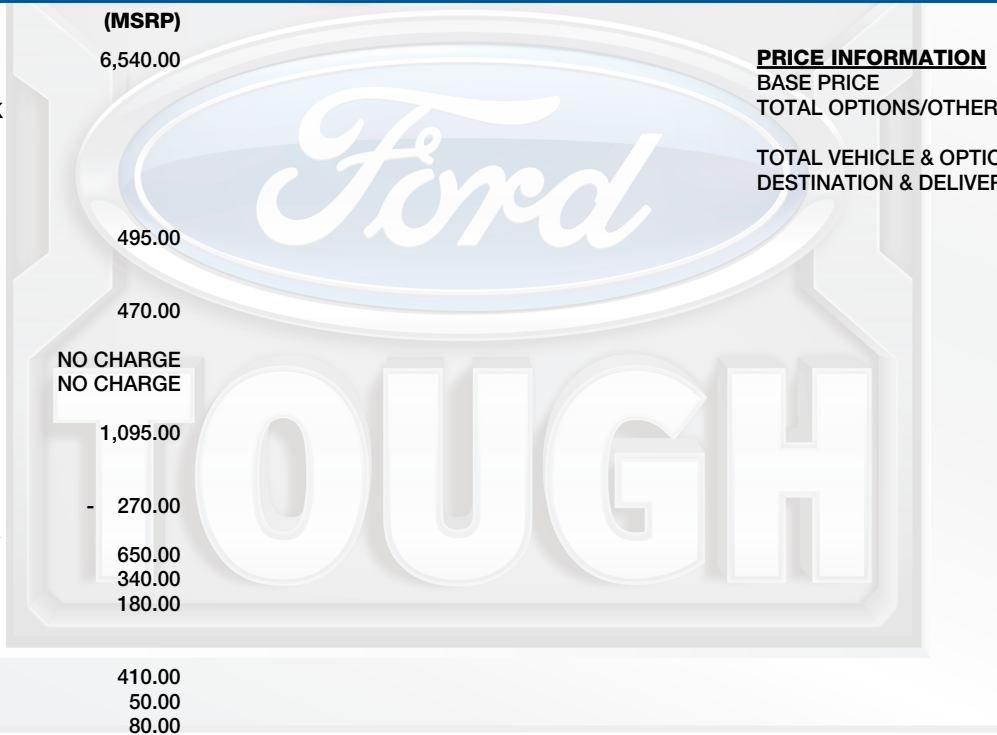 (MSRP)
6,540.00
PRICE INFORMATION
BASE PRICE
TOTAL OPTIONS/OTHER
TOTAL VEHICLE & OPTIO
DESTINATION & DELIVER
Ford
495.00
470.00
NO CHARGE
NO CHARGE
TOUGH
1,095.00
- 270.00
650.00
340.00
180.00
410.00
50.00
80.00